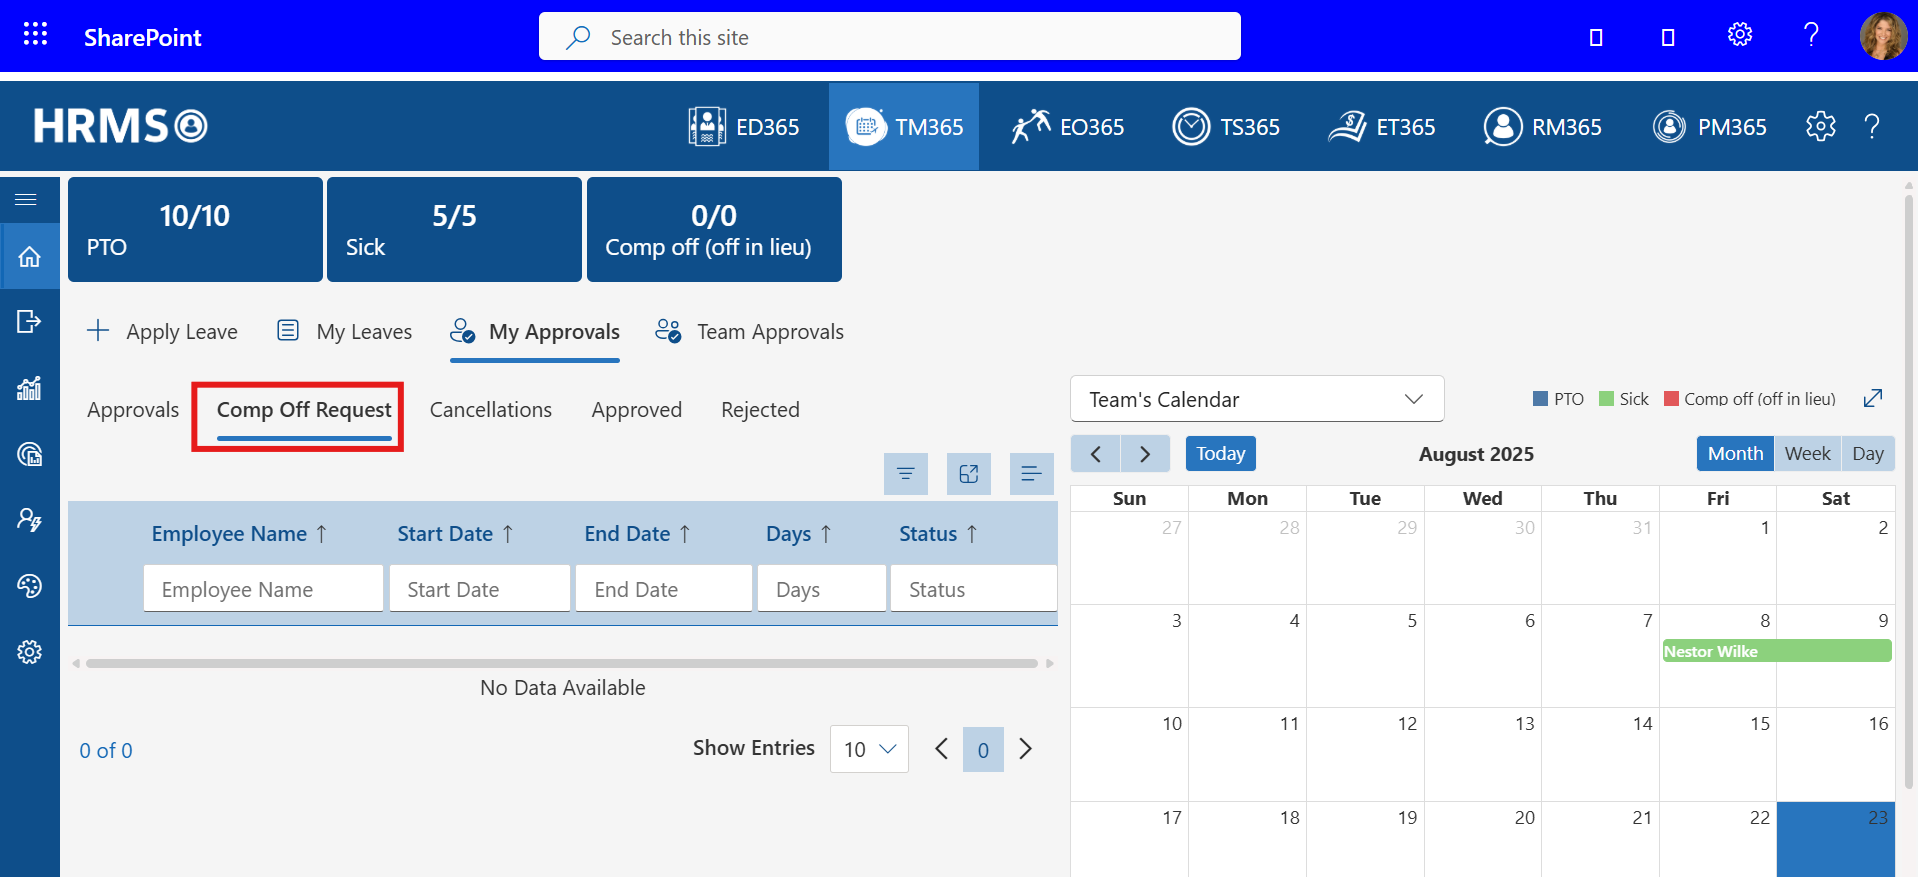 SharePoint
Search this site
HRMS
ED365
TM365
EO365
TS365
ET365
RM365
PM365
10/10
PTO
5/5
Sick
0/0
Comp off (off in lieu)
Apply Leave
My Leaves
My Approvals
Team Approvals
Approvals
Comp Off Request
Cancellations
Approved
Rejected
Employee Name ↑
Start Date ↑
End Date ↑
Days ↑
Status ↑
Employee Name
Start Date
End Date
Days
Status
No Data Available
0 of 0
Show Entries
10
0
Team's Calendar
PTO
Sick
Comp off (off in lieu)
Today
August 2025
Month
Week
Day
Sun Mon Tue Wed Thu Fri Sat
27 28 29 30 31 1 2
3 4 5 6 7 8 9
Nestor Wilke
10 11 12 13 14 15 16
17 18 19 20 21 22 23